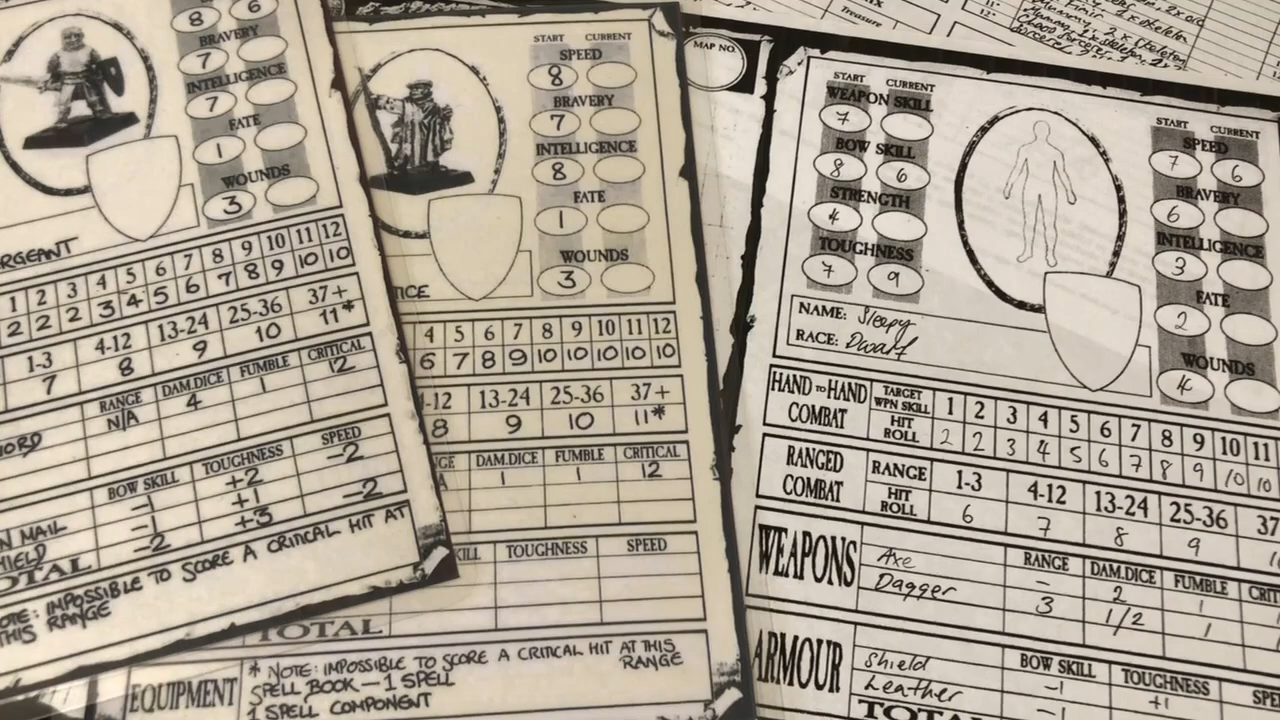 8 6
BRAVERY
7
INTELLIGENCE
7
FATE
1
WOUNDS
3
1 2 3 4 5 6 7 8 9 10 11 12
2 2 2 3 4 5 6 7 8 9 10 10
1-3 4-12 13-24 25-36 37+
7 8 9 10 11*
RANGE DAM.DICE FUMBLE CRITICAL
N/A 4 1 12
BOW SKILL TOUGHNESS SPEED
-1 +2 -2
-1 +1
-2 +3 -2
NOTE: IMPOSSIBLE TO SCORE A CRITICAL HIT AT
THIS RANGE
START CURRENT
SPEED
8
BRAVERY
7
INTELLIGENCE
8
FATE
1
WOUNDS
3
4 5 6 7 8 9 10 11 12
6 7 8 9 10 10 10 10 10
13-24 25-36 37+
8 9 10 11*
DAM.DICE FUMBLE CRITICAL
1 1 12
TOUGHNESS SPEED
TOTAL
EQUIPMENT
* NOTE: IMPOSSIBLE TO SCORE A CRITICAL HIT AT THIS
RANGE
SPELL BOOK — 1 SPELL
1 SPELL COMPONENT
MAP NO.
Treasure
START CURRENT
WEAPON SKILL
7
BOW SKILL
8 6
STRENGTH
4
TOUGHNESS
7 9
START CURRENT
SPEED
7 6
BRAVERY
6
INTELLIGENCE
3
FATE
2
WOUNDS
4
NAME: Sleepy
RACE: Dwarf
HAND TO HAND COMBAT
TARGET WPN SKILL 1 2 3 4 5 6 7 8 9 10 11
HIT ROLL 2 2 3 4 5 6 7 8 9 10 10
RANGED COMBAT
RANGE 1-3 4-12 13-24 25-36
HIT ROLL 6 7 8 9
WEAPONS RANGE DAM.DICE FUMBLE
Axe - 2 1
Dagger 3 1/2 1
ARMOUR BOW SKILL TOUGHNESS
Shield -1 +1
Leather -1
TOTAL